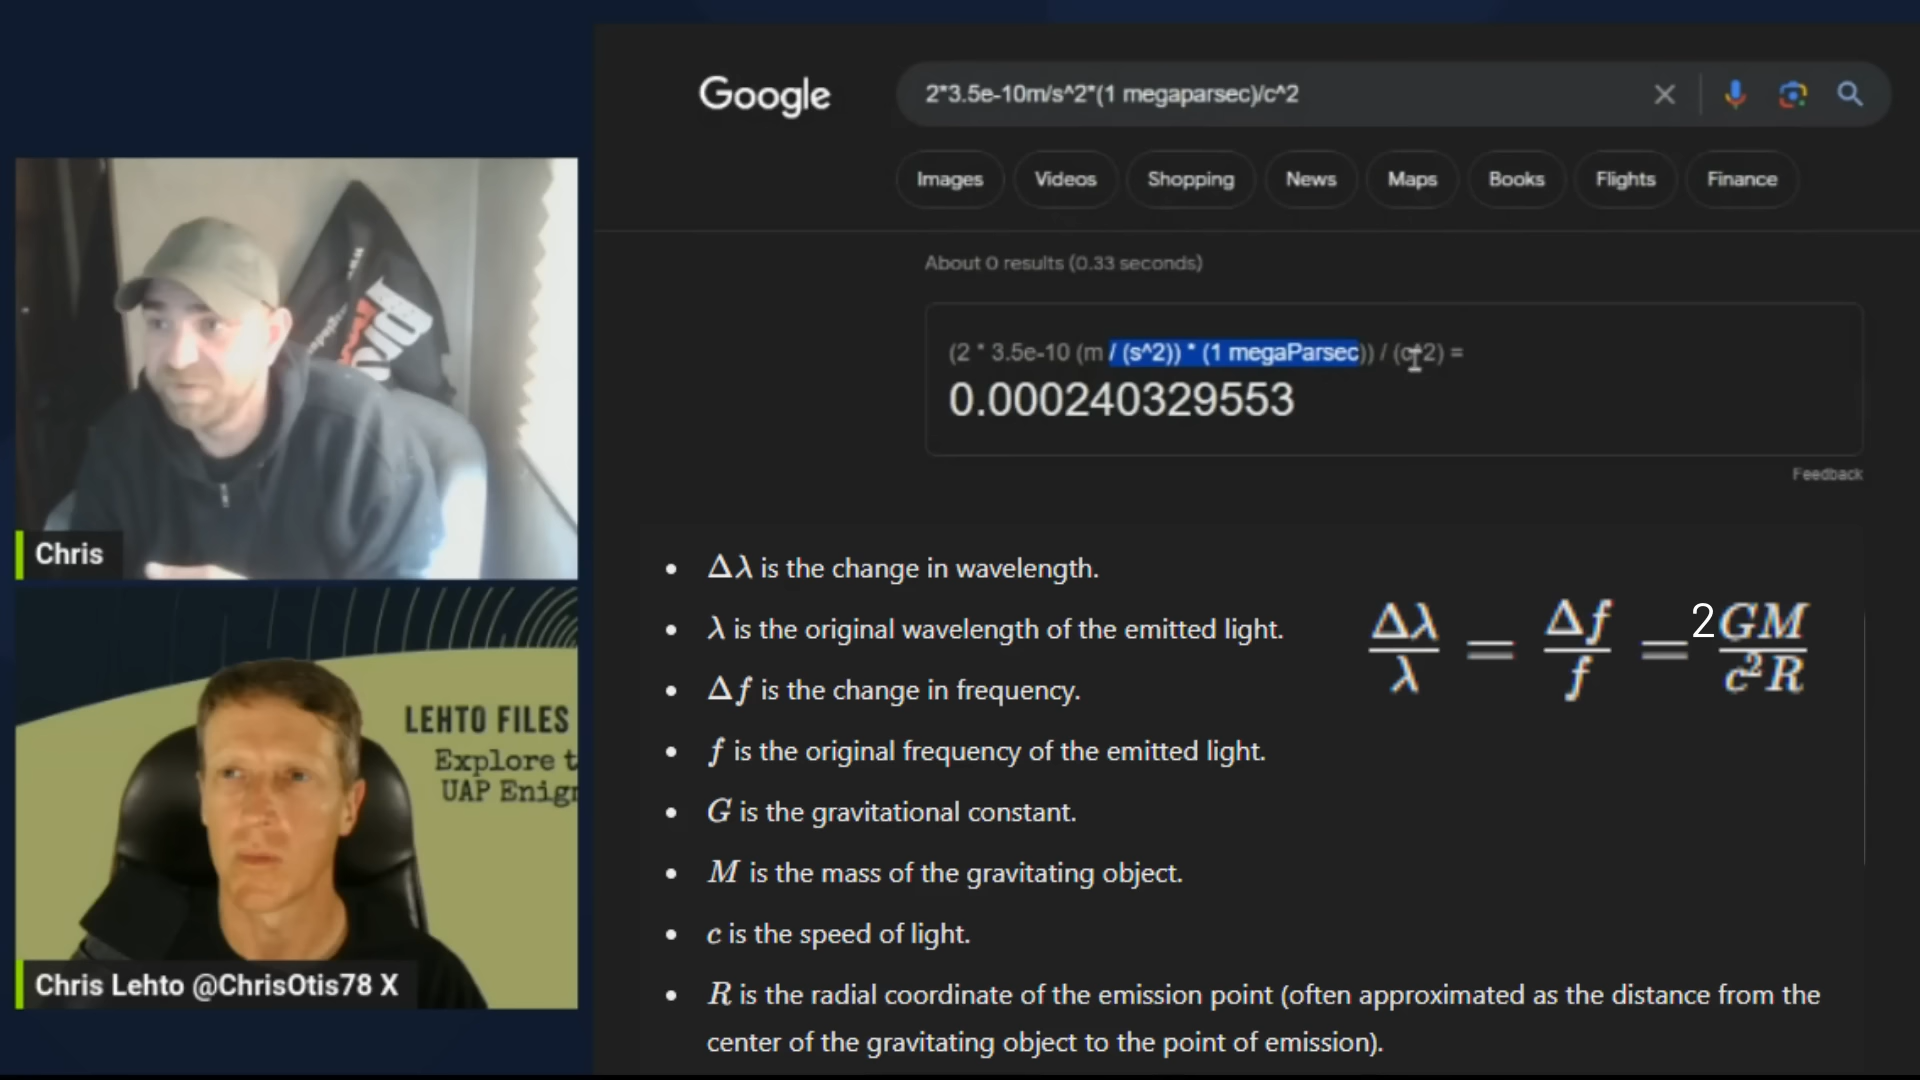 Google
2*3.5e-10m/s^2*(1 megaparsec)/c^2
Images
Videos
Shopping
News
Maps
Books
Flights
Finance
About 0 results (0.33 seconds)
(2 * 3.5e-10 (m / (s^2)) * (1 megaParsec)) / (c^2) =
0.000240329553
Feedback
• Δλ is the change in wavelength.
• λ is the original wavelength of the emitted light.
• Δf is the change in frequency.
• f is the original frequency of the emitted light.
• G is the gravitational constant.
• M is the mass of the gravitating object.
• c is the speed of light.
• R is the radial coordinate of the emission point (often approximated as the distance from the
center of the gravitating object to the point of emission).
Δλ/λ = Δf/f = 2 GM/c²R
Chris
LEHTO FILES
Explore t
UAP Enig
Chris Lehto @ChrisOtis78 X